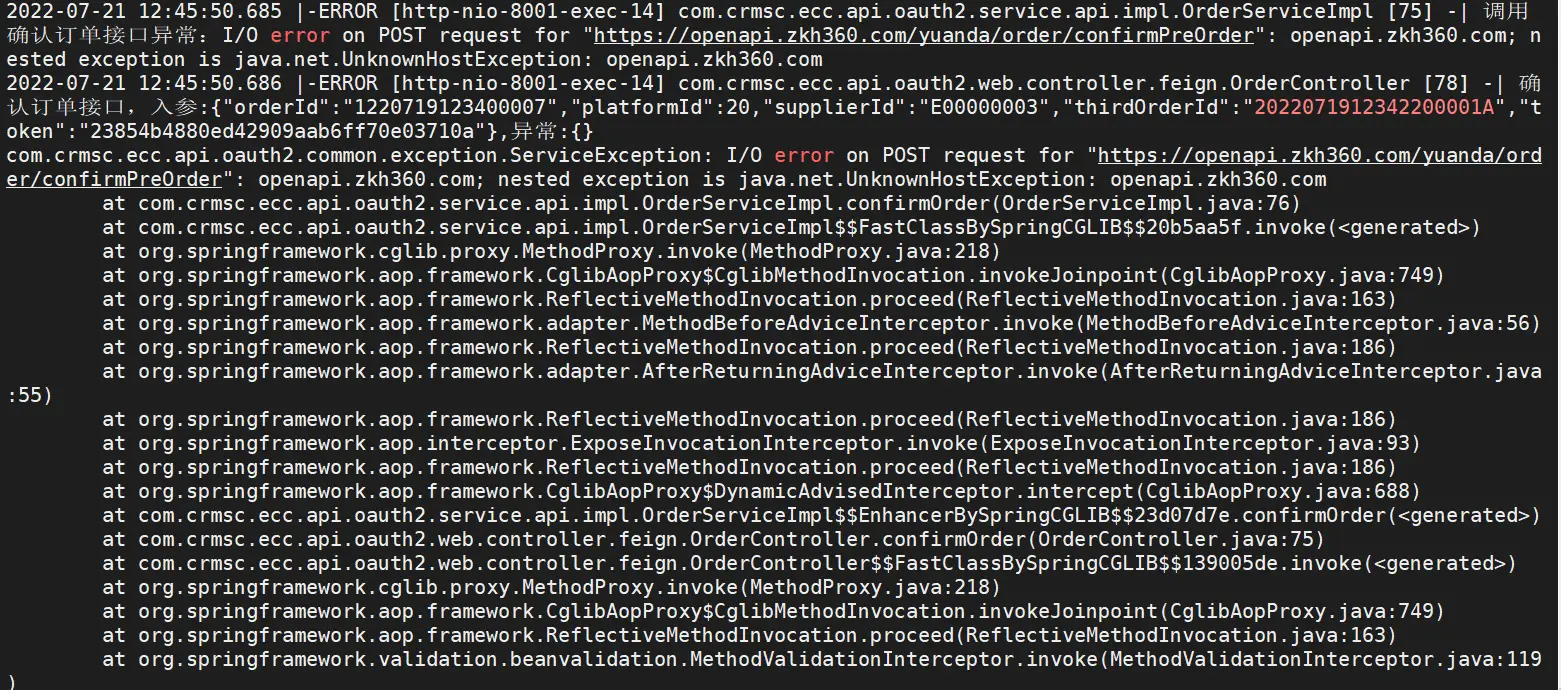 2022-07-21 12:45:50.685 |-ERROR [http-nio-8001-exec-14] com.crmsc.ecc.api.oauth2.service.api.impl.OrderServiceImpl [75] -| 调用
确认订单接口异常：I/O error on POST request for "https://openapi.zkh360.com/yuanda/order/confirmPreOrder": openapi.zkh360.com; n
ested exception is java.net.UnknownHostException: openapi.zkh360.com
2022-07-21 12:45:50.686 |-ERROR [http-nio-8001-exec-14] com.crmsc.ecc.api.oauth2.web.controller.feign.OrderController [78] -| 确
认订单接口，入参:{"orderId":"1220719123400007","platformId":20,"supplierId":"E00000003","thirdOrderId":"2022071912342200001A","t
oken":"23854b4880ed42909aab6ff70e03710a"},异常:{}
com.crmsc.ecc.api.oauth2.common.exception.ServiceException: I/O error on POST request for "https://openapi.zkh360.com/yuanda/ord
er/confirmPreOrder": openapi.zkh360.com; nested exception is java.net.UnknownHostException: openapi.zkh360.com
at com.crmsc.ecc.api.oauth2.service.api.impl.OrderServiceImpl.confirmOrder(OrderServiceImpl.java:76)
at com.crmsc.ecc.api.oauth2.service.api.impl.OrderServiceImpl$$FastClassBySpringCGLIB$$20b5aa5f.invoke(<generated>)
at org.springframework.cglib.proxy.MethodProxy.invoke(MethodProxy.java:218)
at org.springframework.aop.framework.CglibAopProxy$CglibMethodInvocation.invokeJoinpoint(CglibAopProxy.java:749)
at org.springframework.aop.framework.ReflectiveMethodInvocation.proceed(ReflectiveMethodInvocation.java:163)
at org.springframework.aop.framework.adapter.MethodBeforeAdviceInterceptor.invoke(MethodBeforeAdviceInterceptor.java:56)
at org.springframework.aop.framework.ReflectiveMethodInvocation.proceed(ReflectiveMethodInvocation.java:186)
at org.springframework.aop.framework.adapter.AfterReturningAdviceInterceptor.invoke(AfterReturningAdviceInterceptor.java
:55)
at org.springframework.aop.framework.ReflectiveMethodInvocation.proceed(ReflectiveMethodInvocation.java:186)
at org.springframework.aop.interceptor.ExposeInvocationInterceptor.invoke(ExposeInvocationInterceptor.java:93)
at org.springframework.aop.framework.ReflectiveMethodInvocation.proceed(ReflectiveMethodInvocation.java:186)
at org.springframework.aop.framework.CglibAopProxy$DynamicAdvisedInterceptor.intercept(CglibAopProxy.java:688)
at com.crmsc.ecc.api.oauth2.service.api.impl.OrderServiceImpl$$EnhancerBySpringCGLIB$$23d07d7e.confirmOrder(<generated>)
at com.crmsc.ecc.api.oauth2.web.controller.feign.OrderController.confirmOrder(OrderController.java:75)
at com.crmsc.ecc.api.oauth2.web.controller.feign.OrderController$$FastClassBySpringCGLIB$$139005de.invoke(<generated>)
at org.springframework.cglib.proxy.MethodProxy.invoke(MethodProxy.java:218)
at org.springframework.aop.framework.CglibAopProxy$CglibMethodInvocation.invokeJoinpoint(CglibAopProxy.java:749)
at org.springframework.aop.framework.ReflectiveMethodInvocation.proceed(ReflectiveMethodInvocation.java:163)
at org.springframework.validation.beanvalidation.MethodValidationInterceptor.invoke(MethodValidationInterceptor.java:119
)